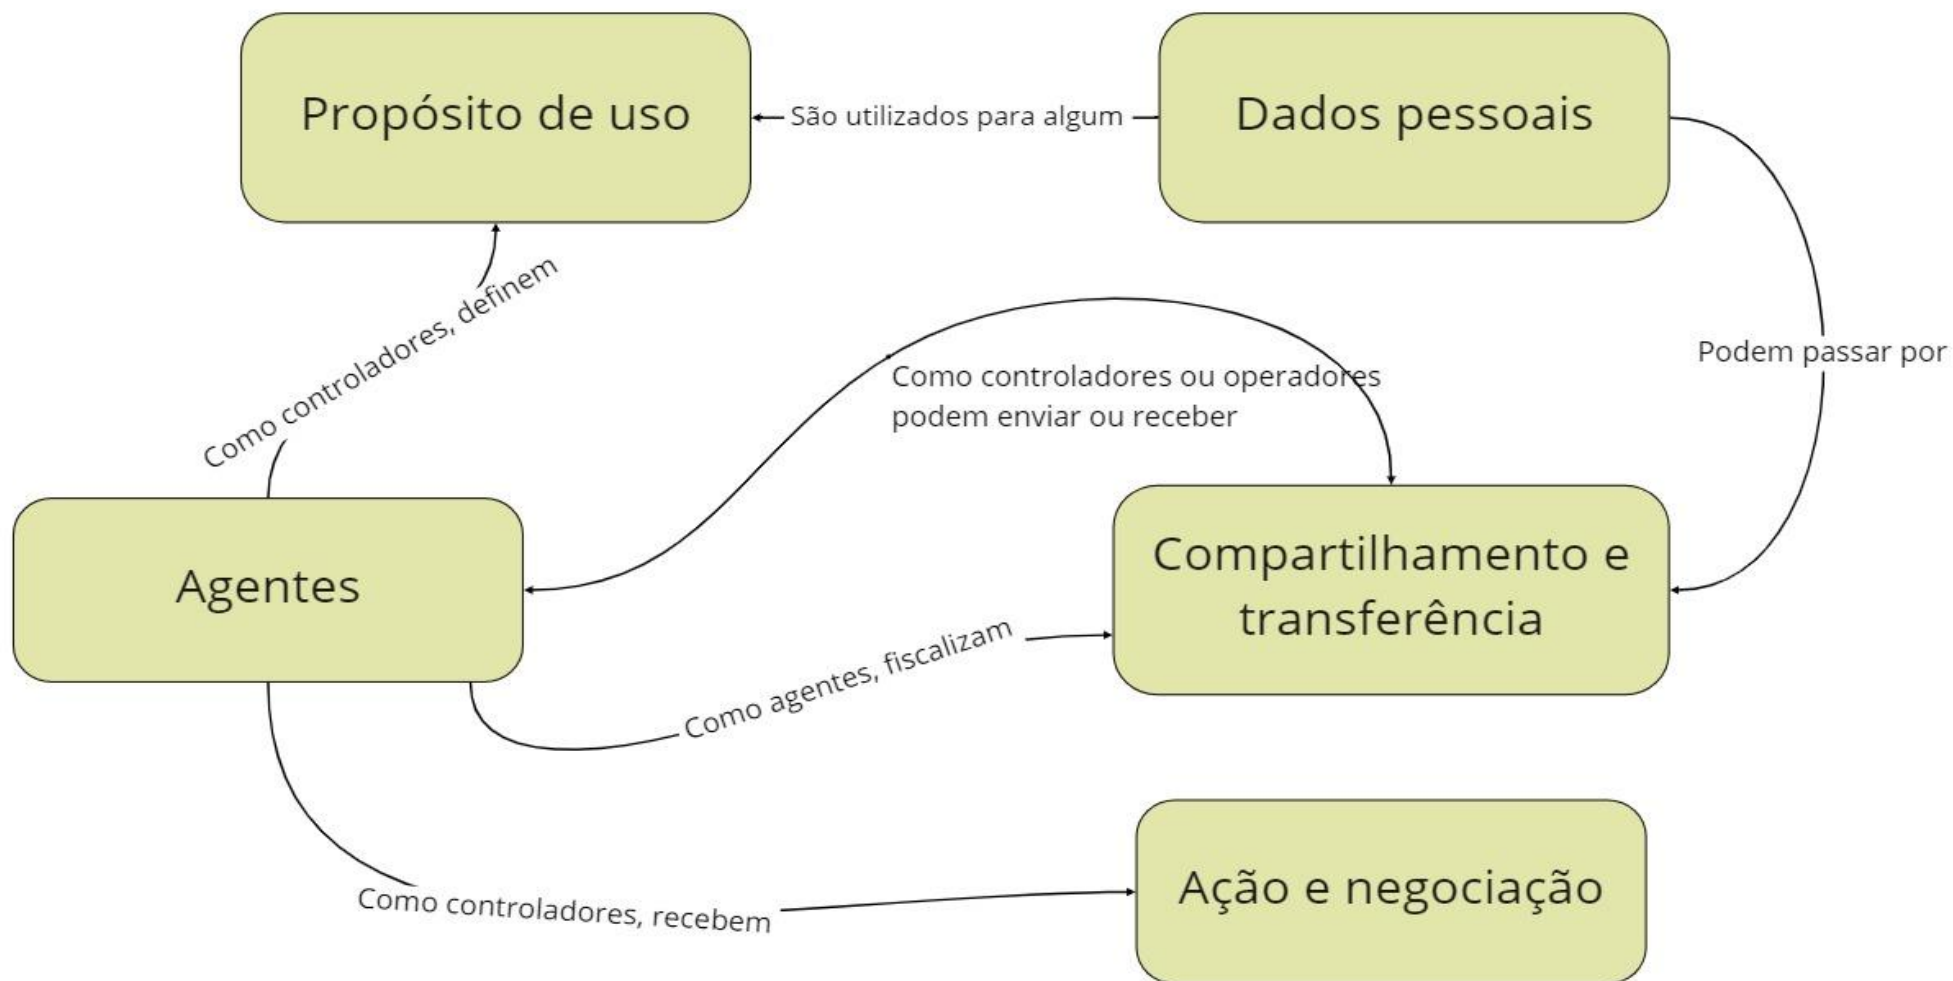 Propósito de uso
São utilizados para algum
Dados pessoais
Como controladores, definem
Podem passar por
Como controladores ou operadores
podem enviar ou receber
Agentes
Compartilhamento e
transferência
Como agentes, fiscalizam
Ação e negociação
Como controladores, recebem